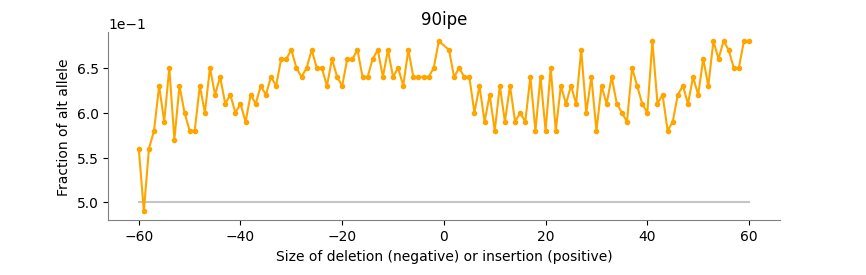 90ipe
1e−1
Fraction of alt allele
6.5
6.0
5.5
5.0
−60 −40 −20 0 20 40 60
Size of deletion (negative) or insertion (positive)